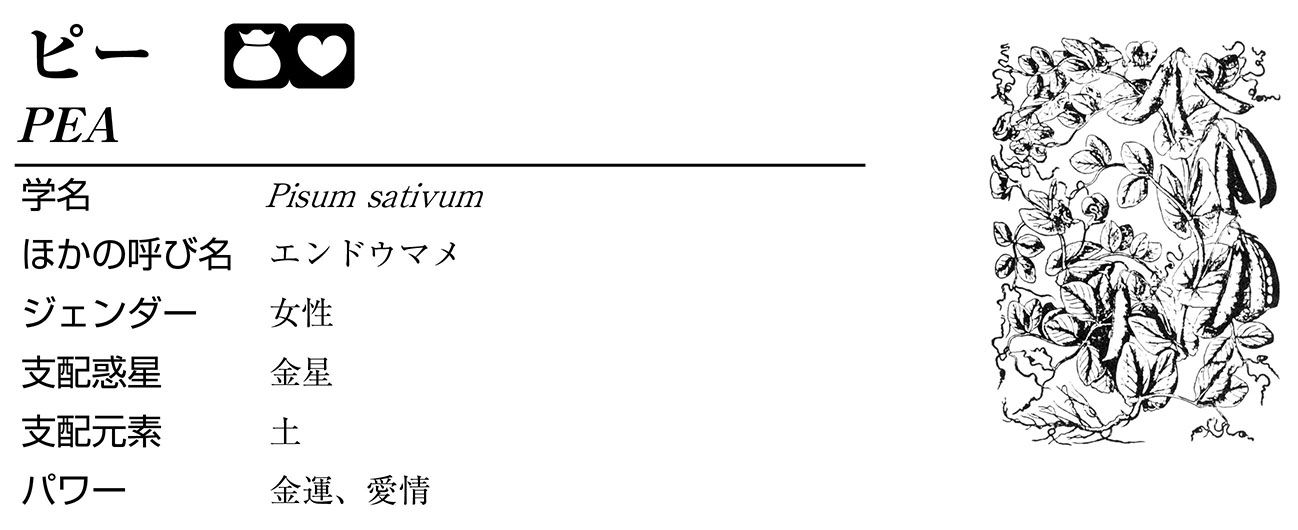 ピー
PEA
学名 Pisum sativum
ほかの呼び名 エンドウマメ
ジェンダー 女性
支配惑星 金星
支配元素 土
パワー 金運、愛情